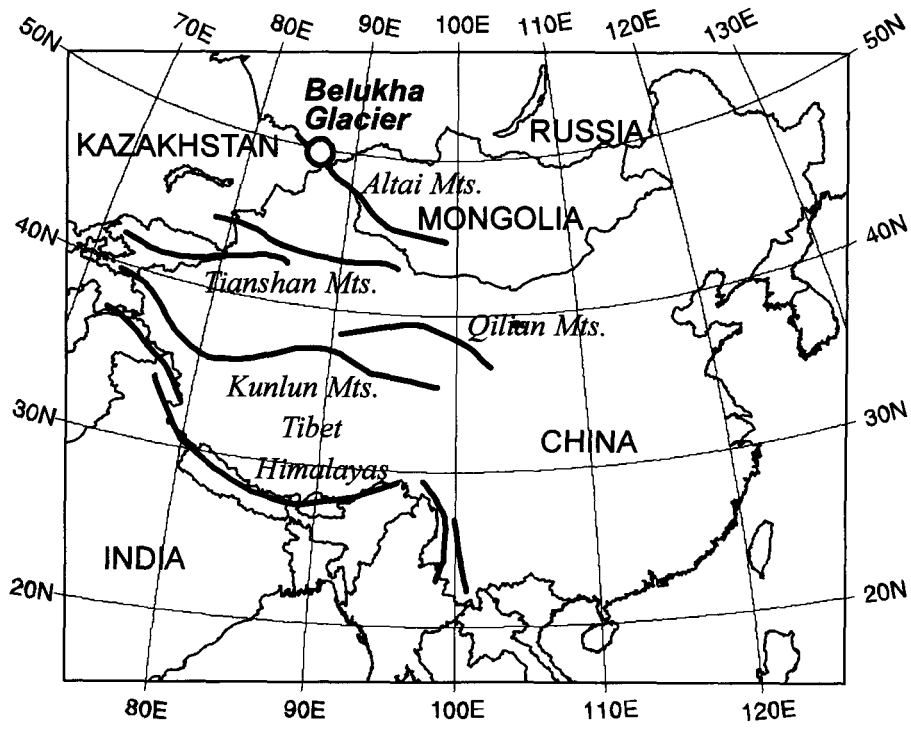 50N 70E 80E 90E 100E 110E 120E 130E 50N
Belukha
Glacier
KAZAKHSTAN
RUSSIA
Altai Mts.
MONGOLIA
40N
40N
Tianshan Mts.
Qilian Mts.
Kunlun Mts.
30N
30N
Tibet
CHINA
Himalayas
INDIA
20N
20N
80E 90E 100E 110E 120E